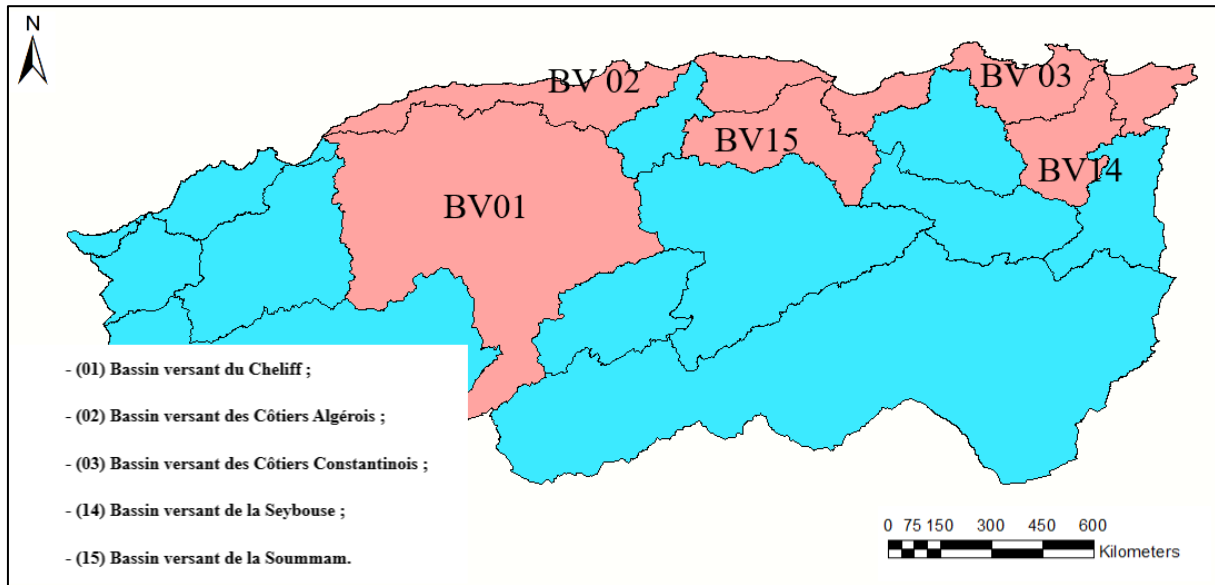 N
BV 02
BV 03
BV15
BV14
BV01
- (01) Bassin versant du Cheliff ;
- (02) Bassin versant des Côtiers Algérois ;
- (03) Bassin versant des Côtiers Constantinois ;
- (14) Bassin versant de la Seybouse ;
- (15) Bassin versant de la Soummam.
0 75 150 300 450 600
Kilometers